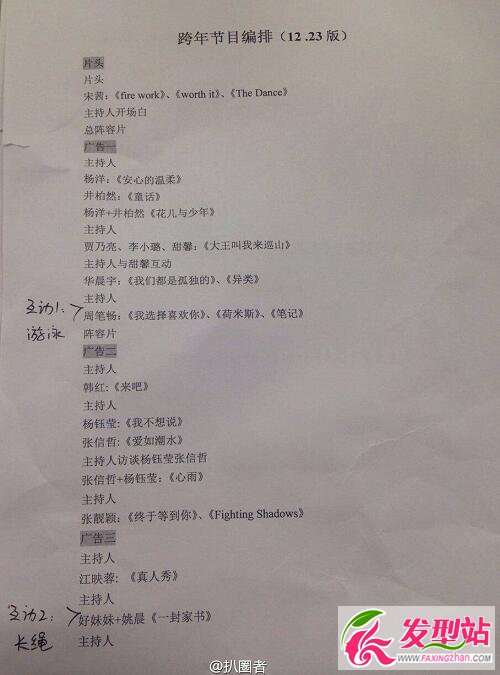 跨年节目编排（12 .23 版）
片头
片头
宋茜：《fire work》、《worth it》、《The Dance》
主持人开场白
总阵容片
广告一
主持人
杨洋：《安心的温柔》
井柏然：《童话》
杨洋+井柏然《花儿与少年》
主持人
贾乃亮、李小璐、甜馨：《大王叫我来巡山》
主持人与甜馨互动
华晨宇：《我们都是孤独的》、《异类》
主持人
互动1：
周笔畅：《我选择喜欢你》、《荷米斯》、《笔记》
游泳
阵容片
广告二
主持人
韩红：《来吧》
主持人
杨钰莹：《我不想说》
张信哲：《爱如潮水》
主持人访谈杨钰莹张信哲
张信哲+杨钰莹：《心雨》
主持人
张靓颖：《终于等到你》、《Fighting Shadows》
广告三
主持人
江映蓉：《真人秀》
主持人
互动2：
好妹妹+姚晨《一封家书》
长绳
主持人
@扒圈者
发型站
www.FAXINGZHAN.com